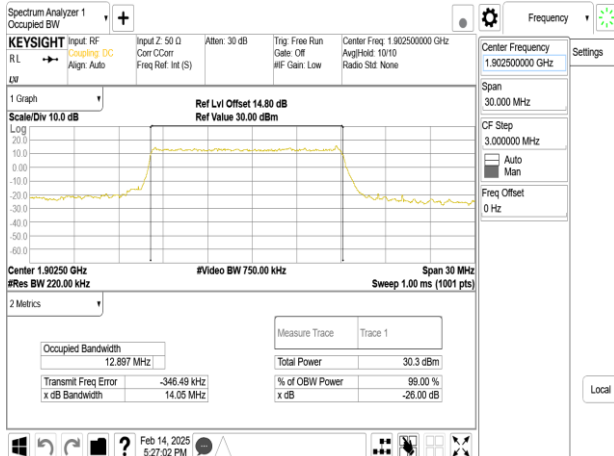 Spectrum Analyzer 1
Occupied BW
Frequency
KEYSIGHT
RL
LXI
Input: RF
Coupling: DC
Align: Auto
Input Z: 50 Ω
Corr CCorr
Freq Ref: Int (S)
Atten: 30 dB
Trig: Free Run
Gate: Off
#IF Gain: Low
Center Freq: 1.902500000 GHz
Avg|Hold: 10/10
Radio Std: None
Center Frequency
1.902500000 GHz
Settings
Span
30.000 MHz
CF Step
3.000000 MHz
Auto
Man
Freq Offset
0 Hz
Local
1 Graph
Scale/Div 10.0 dB
Ref Lvl Offset 14.80 dB
Ref Value 30.00 dBm
Log
20.0
10.0
0.00
-10.0
-20.0
-30.0
-40.0
-50.0
-60.0
Center 1.90250 GHz
#Res BW 220.00 kHz
#Video BW 750.00 kHz
Span 30 MHz
Sweep 1.00 ms (1001 pts)
2 Metrics
Measure Trace Trace 1
Occupied Bandwidth
12.897 MHz
Total Power 30.3 dBm
Transmit Freq Error -346.49 kHz
% of OBW Power 99.00 %
x dB Bandwidth 14.05 MHz
x dB -26.00 dB
Feb 14, 2025
5:27:02 PM